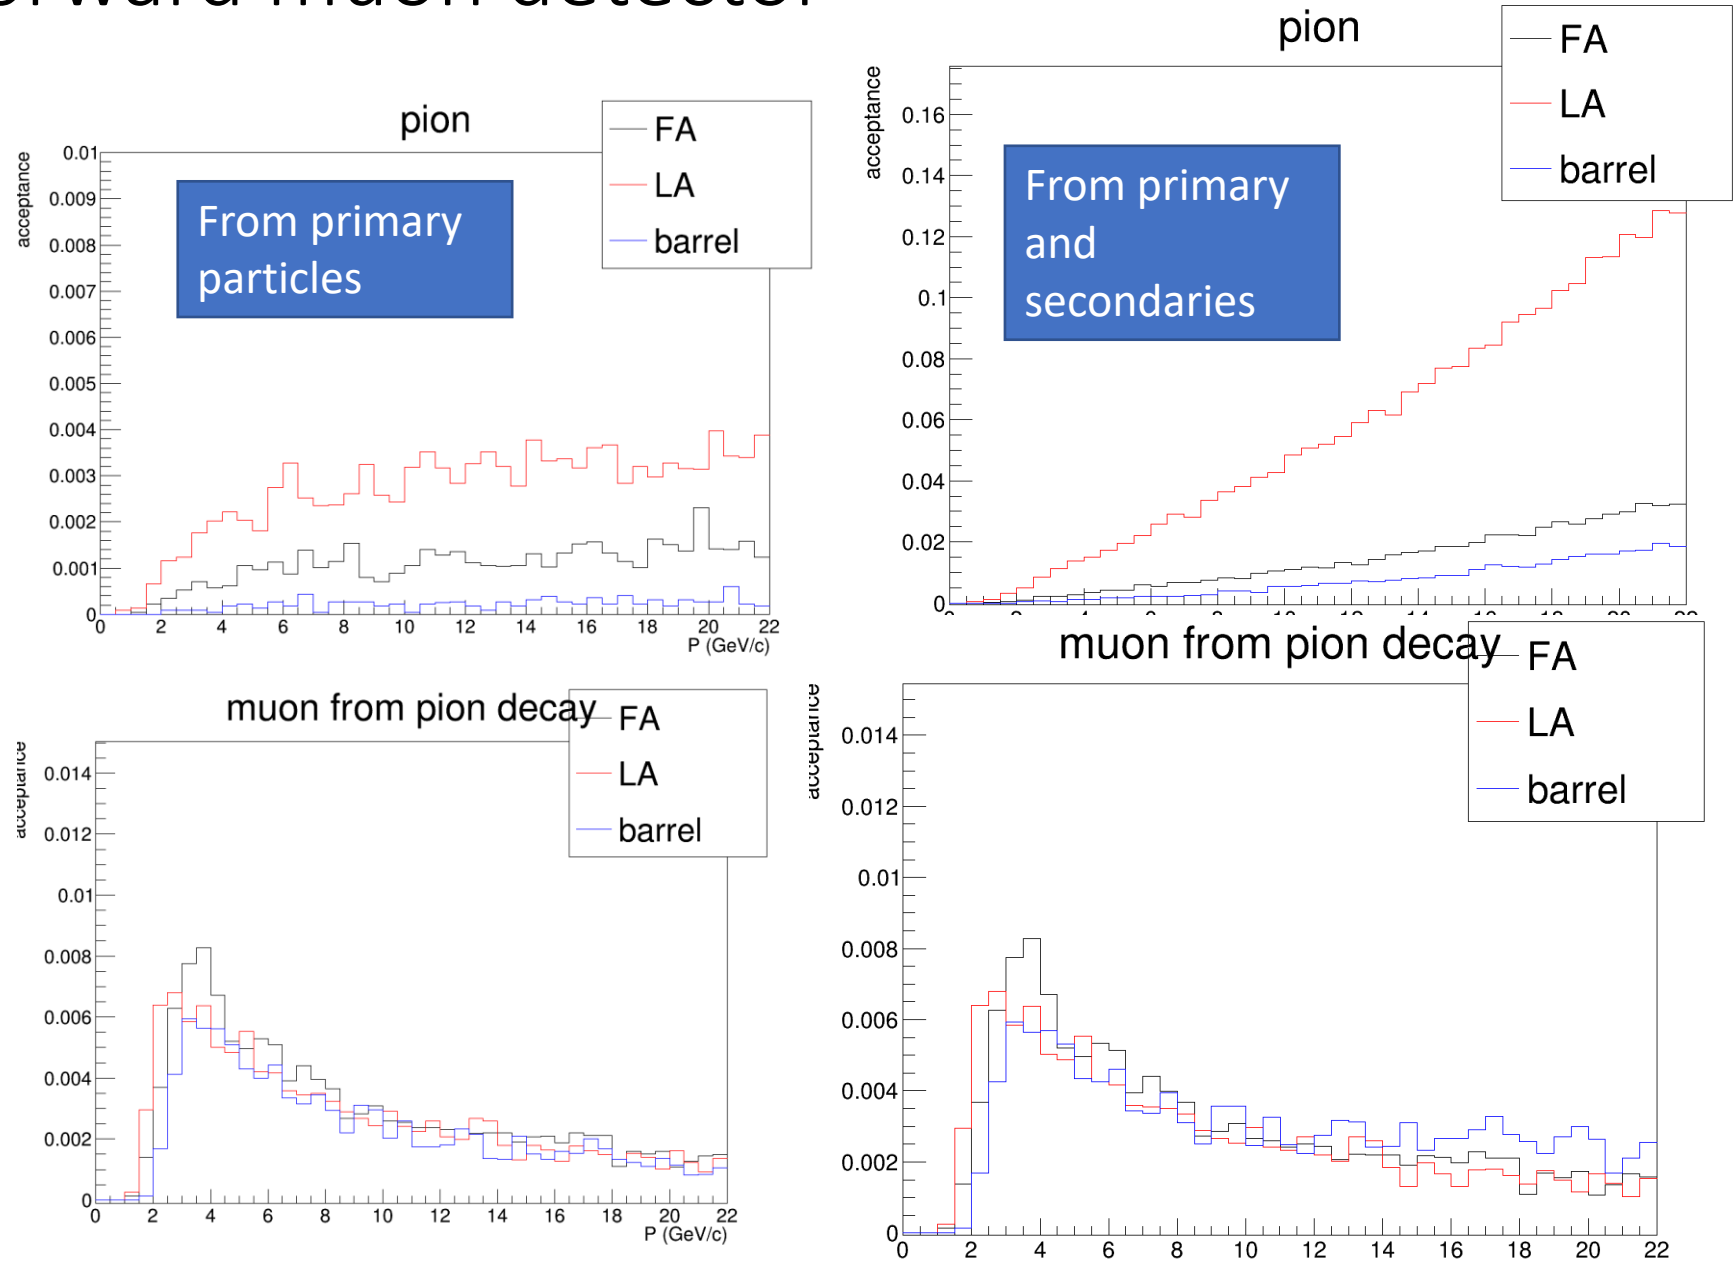 pion
FA
LA
barrel
acceptance
From primary
particles
0.01
0.009
0.008
0.007
0.006
0.005
0.004
0.003
0.002
0.001
0
0 2 4 6 8 10 12 14 16 18 20 22
P (GeV/c)
pion
FA
LA
barrel
acceptance
From primary
and
secondaries
0.16
0.14
0.12
0.1
0.08
0.06
0.04
0.02
0
muon from pion decay
FA
LA
barrel
acceptance
0.014
0.012
0.01
0.008
0.006
0.004
0.002
0
0 2 4 6 8 10 12 14 16 18 20 22
P (GeV/c)
muon from pion decay
FA
LA
barrel
acceptance
0.014
0.012
0.01
0.008
0.006
0.004
0.002
0
0 2 4 6 8 10 12 14 16 18 20 22